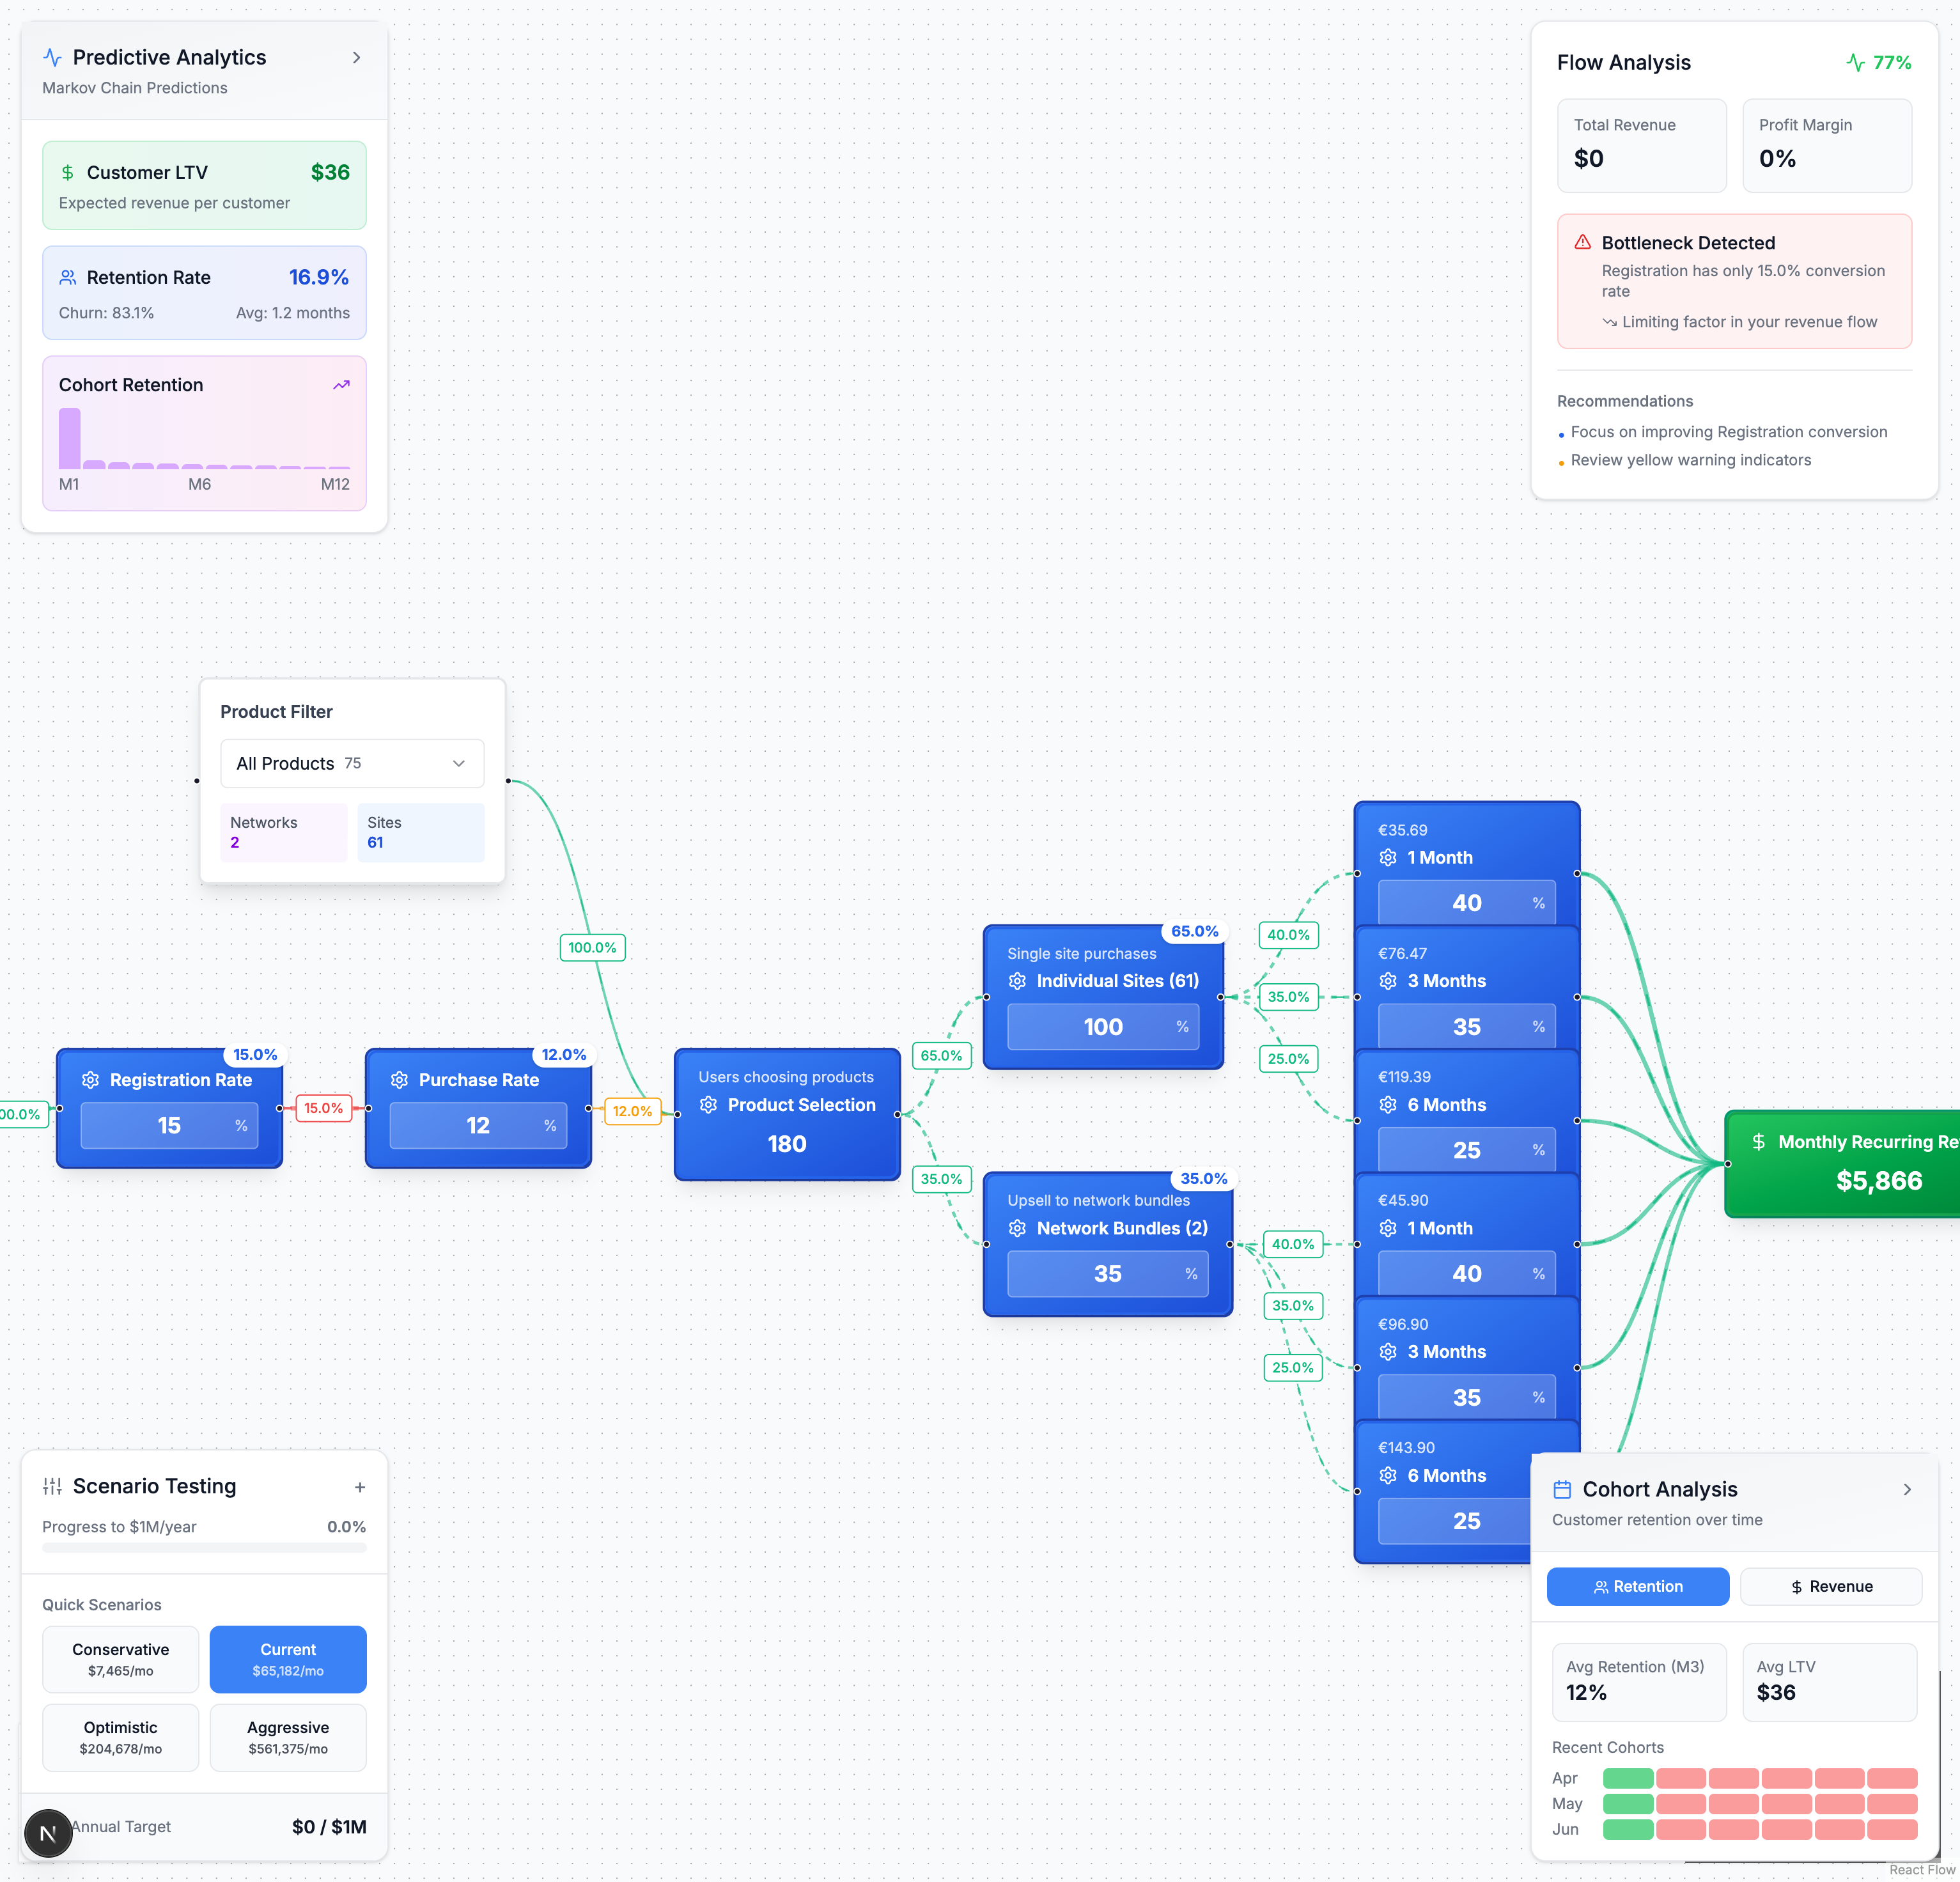 Predictive Analytics
Markov Chain Predictions
Customer LTV
$36
Expected revenue per customer
Retention Rate
16.9%
Churn: 83.1%
Avg: 1.2 months
Cohort Retention
M1
M6
M12
Flow Analysis
77%
Total Revenue
$0
Profit Margin
0%
Bottleneck Detected
Registration has only 15.0% conversion
rate
Limiting factor in your revenue flow
Recommendations
Focus on improving Registration conversion
Review yellow warning indicators
Product Filter
All Products 75
Networks
2
Sites
61
100.0%
00.0%
15.0%
Registration Rate
15 %
15.0%
12.0%
Purchase Rate
12 %
12.0%
Users choosing products
Product Selection
180
65.0%
35.0%
65.0%
Single site purchases
Individual Sites (61)
100 %
40.0%
35.0%
25.0%
35.0%
Upsell to network bundles
Network Bundles (2)
35 %
40.0%
35.0%
25.0%
€35.69
1 Month
40 %
€76.47
3 Months
35 %
€119.39
6 Months
25 %
€45.90
1 Month
40 %
€96.90
3 Months
35 %
€143.90
6 Months
25
Monthly Recurring Re
$5,866
Scenario Testing
+
Progress to $1M/year
0.0%
Quick Scenarios
Conservative
$7,465/mo
Current
$65,182/mo
Optimistic
$204,678/mo
Aggressive
$561,375/mo
N
Annual Target
$0 / $1M
Cohort Analysis
Customer retention over time
Retention
Revenue
Avg Retention (M3)
12%
Avg LTV
$36
Recent Cohorts
Apr
May
Jun
React Flow